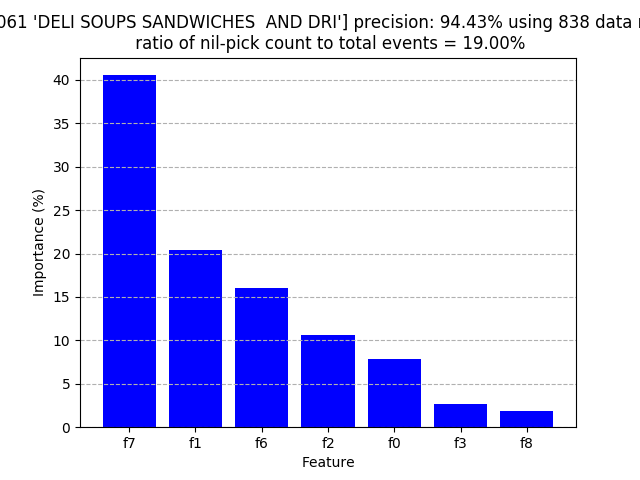 061 'DELI SOUPS SANDWICHES  AND DRI'] precision: 94.43% using 838 data
ratio of nil-pick count to total events = 19.00%
40
35
30
25
20
15
10
5
0
Importance (%)
f7 f1 f6 f2 f0 f3 f8
Feature